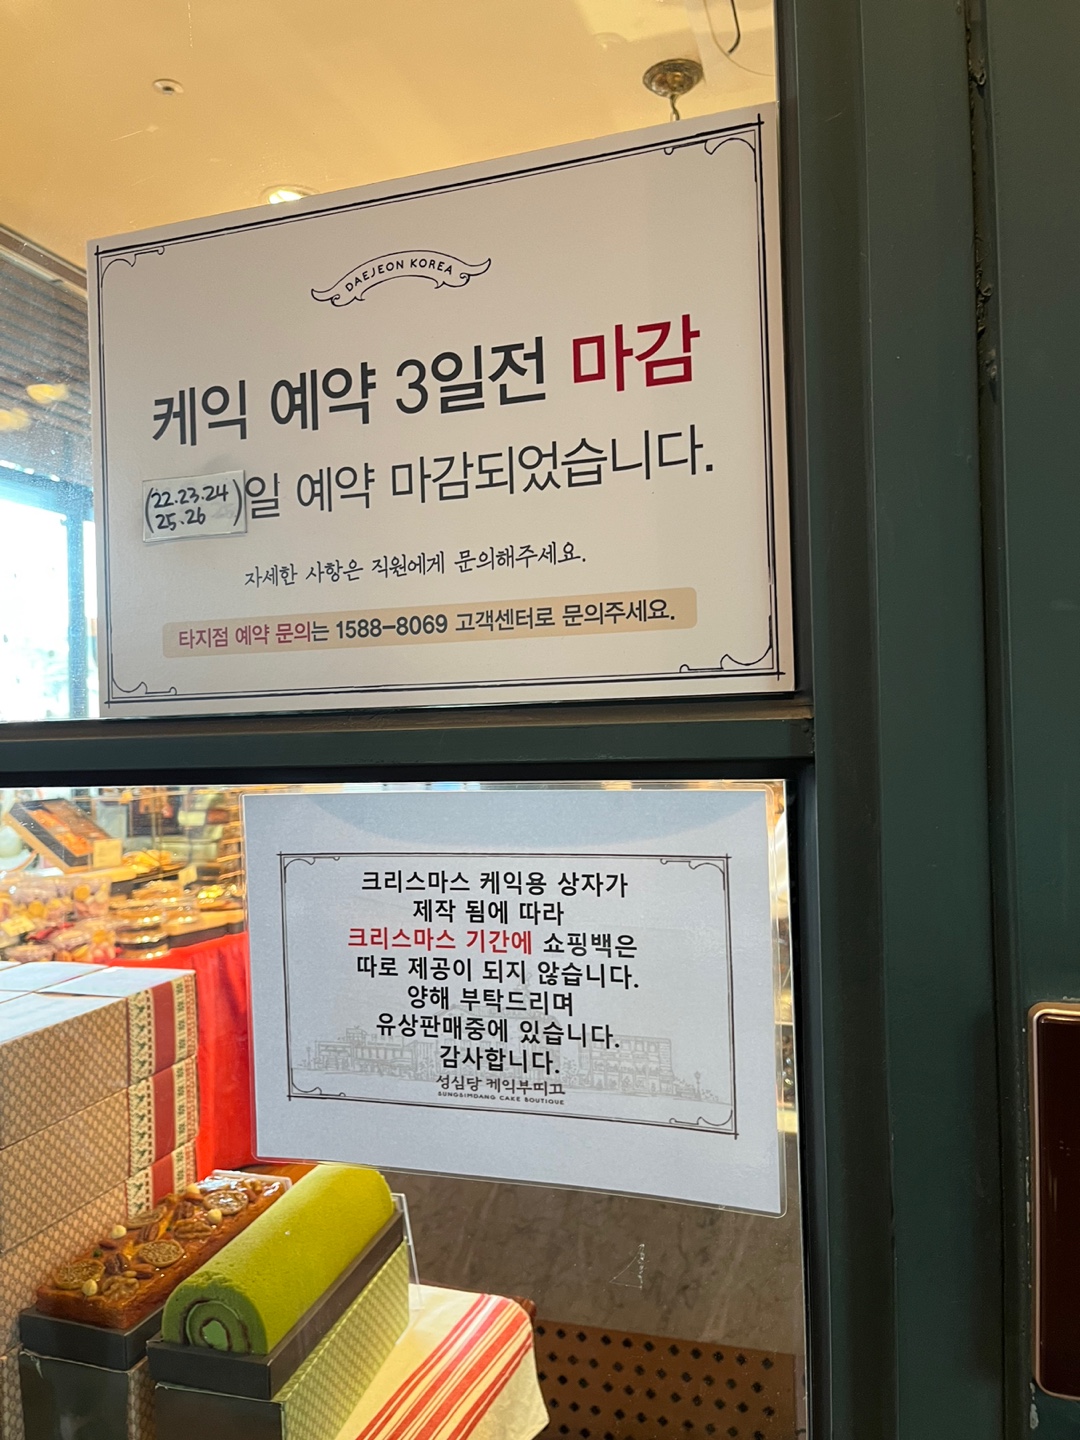 DAEJEON KOREA
케익 예약 3일전 마감
(22.23.24
25.26)일 예약 마감되었습니다.
자세한 사항은 직원에게 문의해주세요.
타지점 예약 문의는 1588-8069 고객센터로 문의주세요.
크리스마스 케익용 상자가
제작 됨에 따라
크리스마스 기간에 쇼핑백은
따로 제공이 되지 않습니다.
양해 부탁드리며
유상판매중에 있습니다.
감사합니다.
성심당 케익부띠끄
SUNGSIMDANG CAKE BOUTIQUE